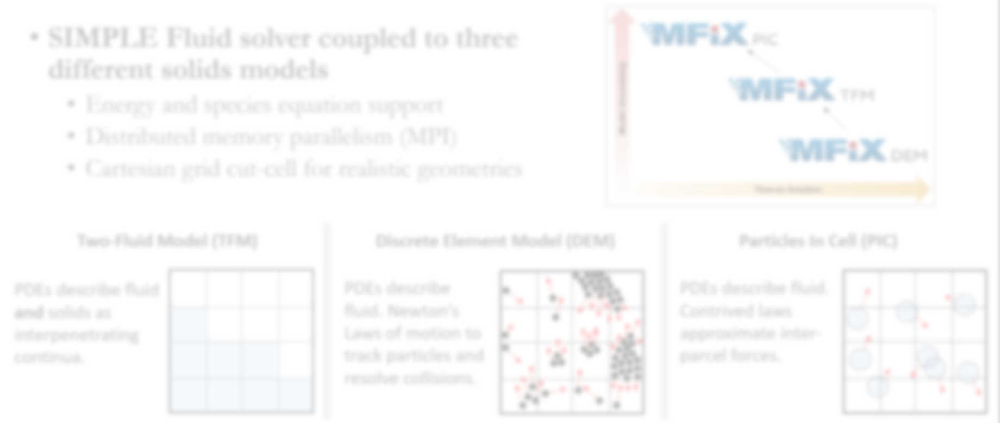 • SIMPLE Fluid solver coupled to three
different solids models
• Energy and species equation support
• Distributed memory parallelism (MPI)
• Cartesian grid cut-cell for realistic geometries
MFiX PIC
MFiX TFM
MFiX DEM
Time-to-Solution
Two-Fluid Model (TFM)
PDEs describe fluid
and solids as
interpenetrating
continua.
Discrete Element Model (DEM)
PDEs describe
fluid. Newton's
Laws of motion to
track particles and
resolve collisions.
Particles In Cell (PIC)
PDEs describe fluid.
Contrived laws
approximate inter-
parcel forces.